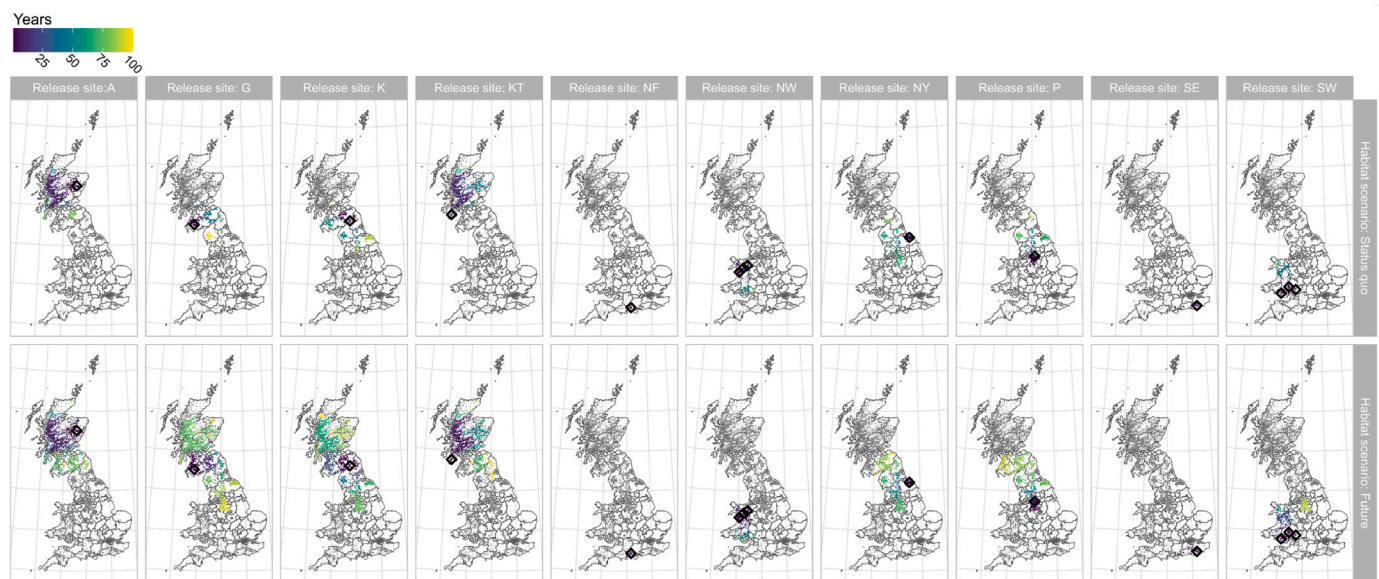 Years
25 50 75 100
Release site:A
Release site: G
Release site: K
Release site: KT
Release site: NF
Release site: NW
Release site: NY
Release site: P
Release site: SE
Release site: SW
Habitat scenario: Status quo
Habitat scenario: Future